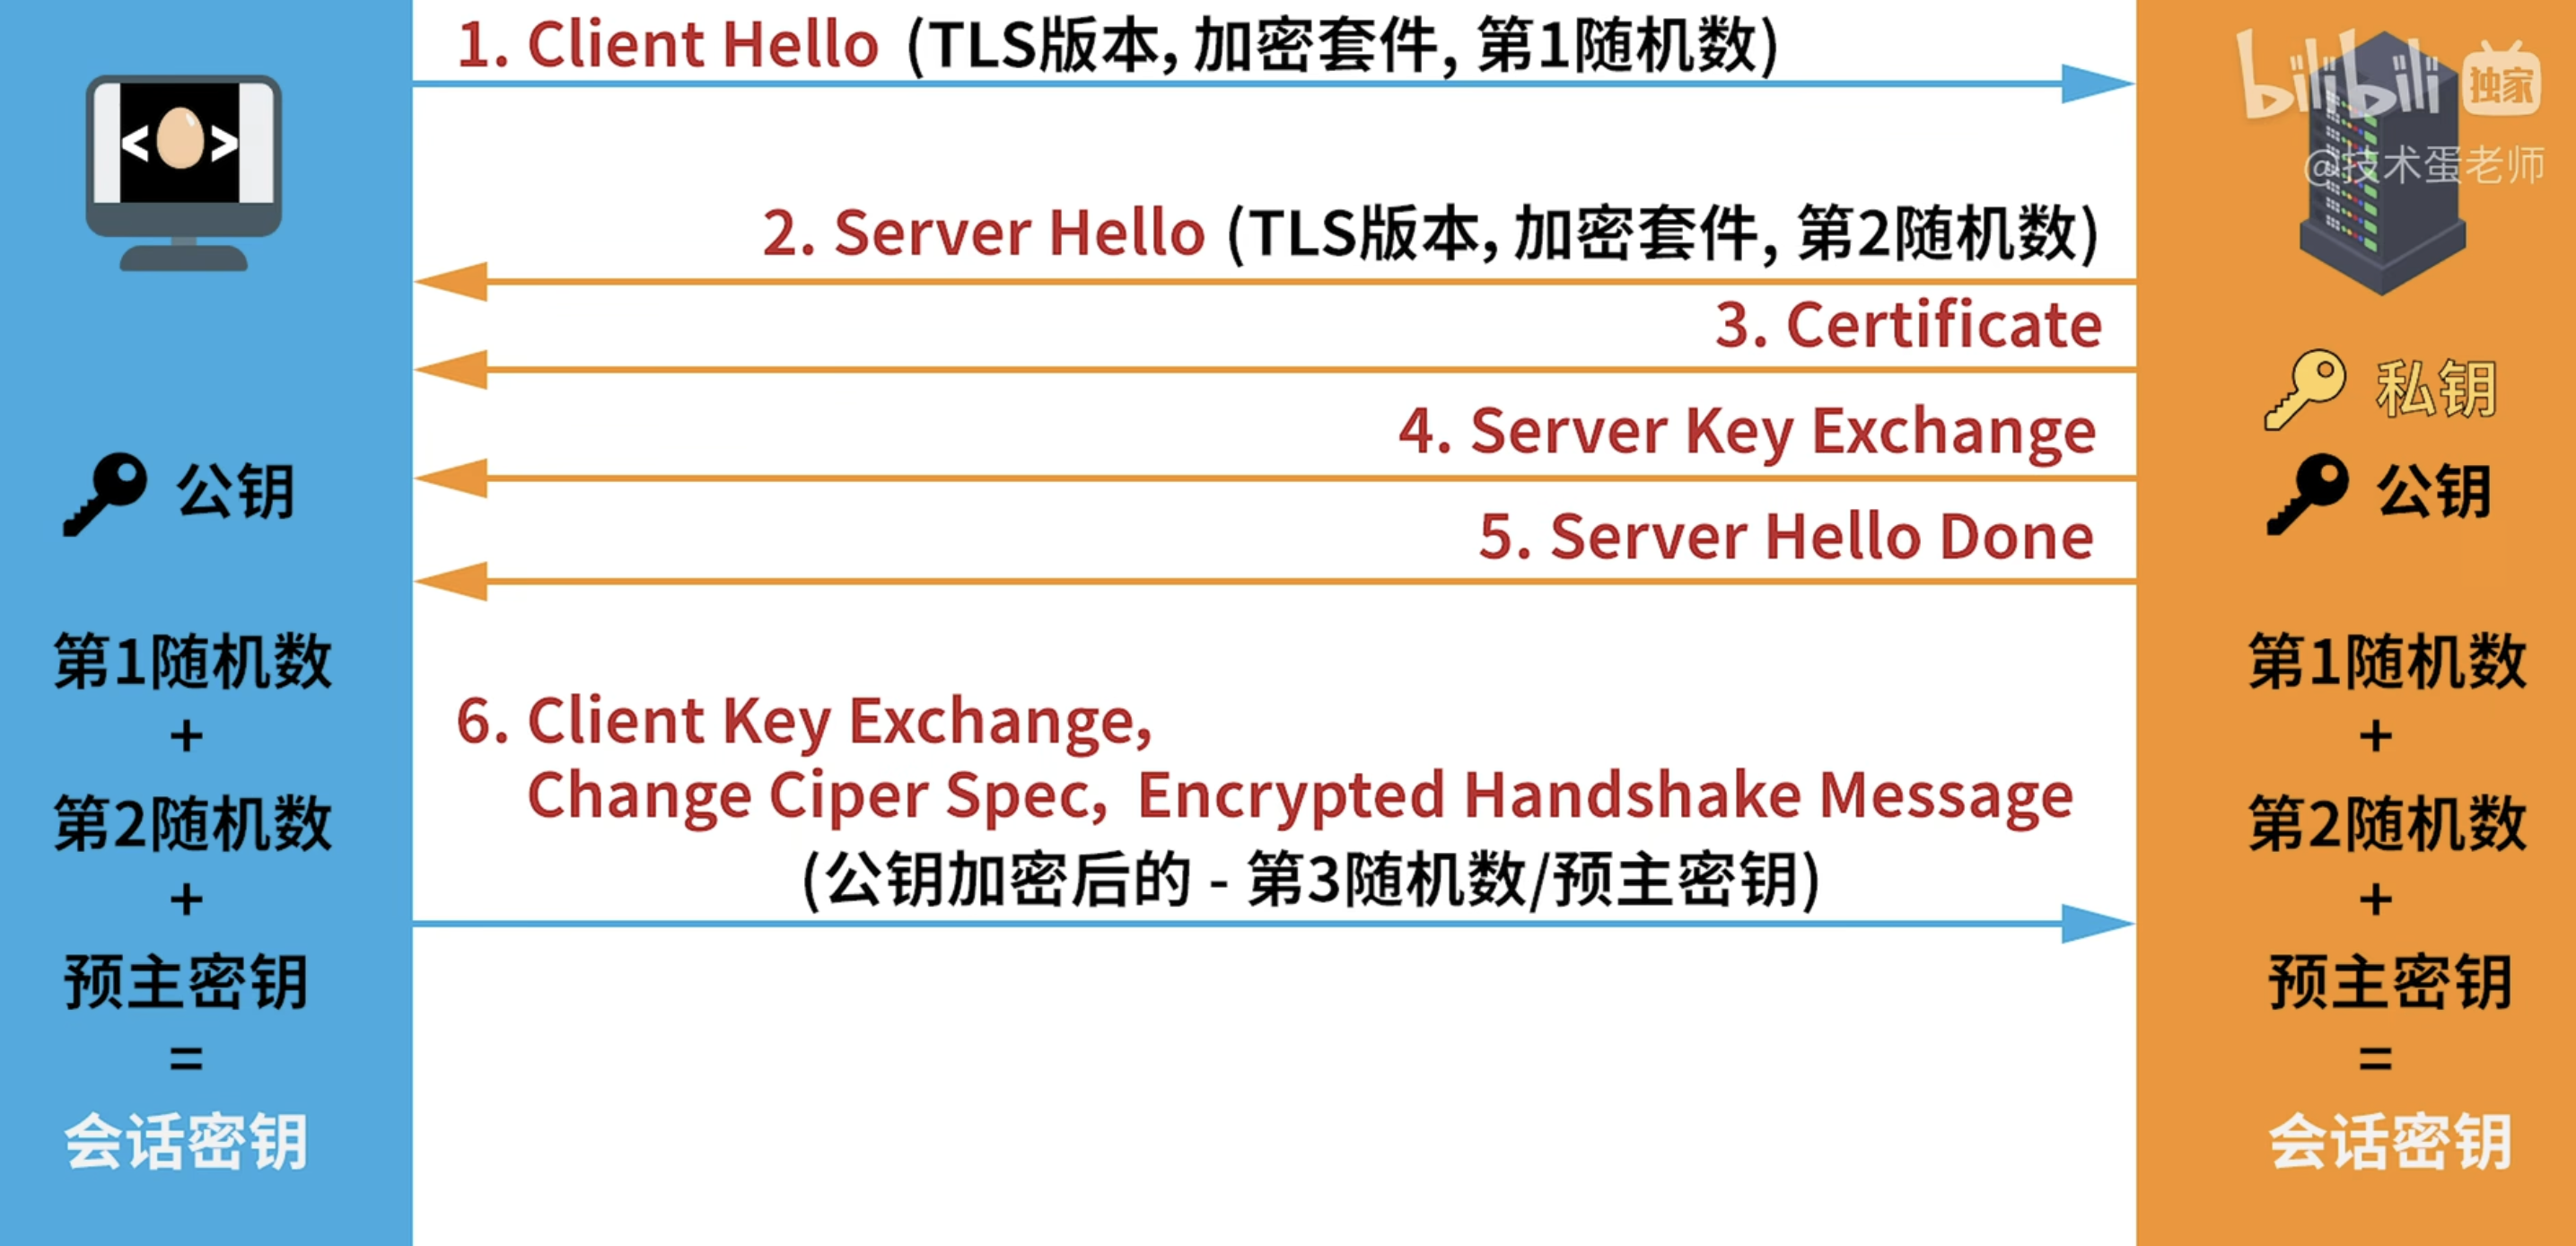 1. Client Hello (TLS版本, 加密套件, 第1随机数)
bilibili 独家
@技术蛋老师
< >
2. Server Hello (TLS版本, 加密套件, 第2随机数)
3. Certificate
私钥
4. Server Key Exchange
公钥
公钥
5. Server Hello Done
第1随机数
+
第2随机数
+
预主密钥
=
会话密钥
6. Client Key Exchange,
Change Ciper Spec, Encrypted Handshake Message
(公钥加密后的 - 第3随机数/预主密钥)
第1随机数
+
第2随机数
+
预主密钥
=
会话密钥